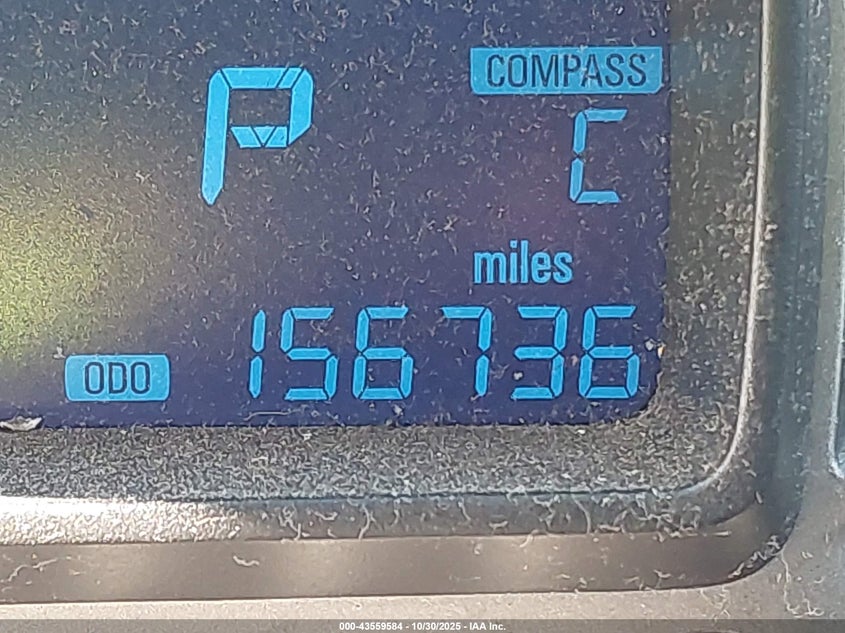 COMPASS
P
C
miles
ODO 156736
000-43559584 - 10/30/2025 - IAA Inc.